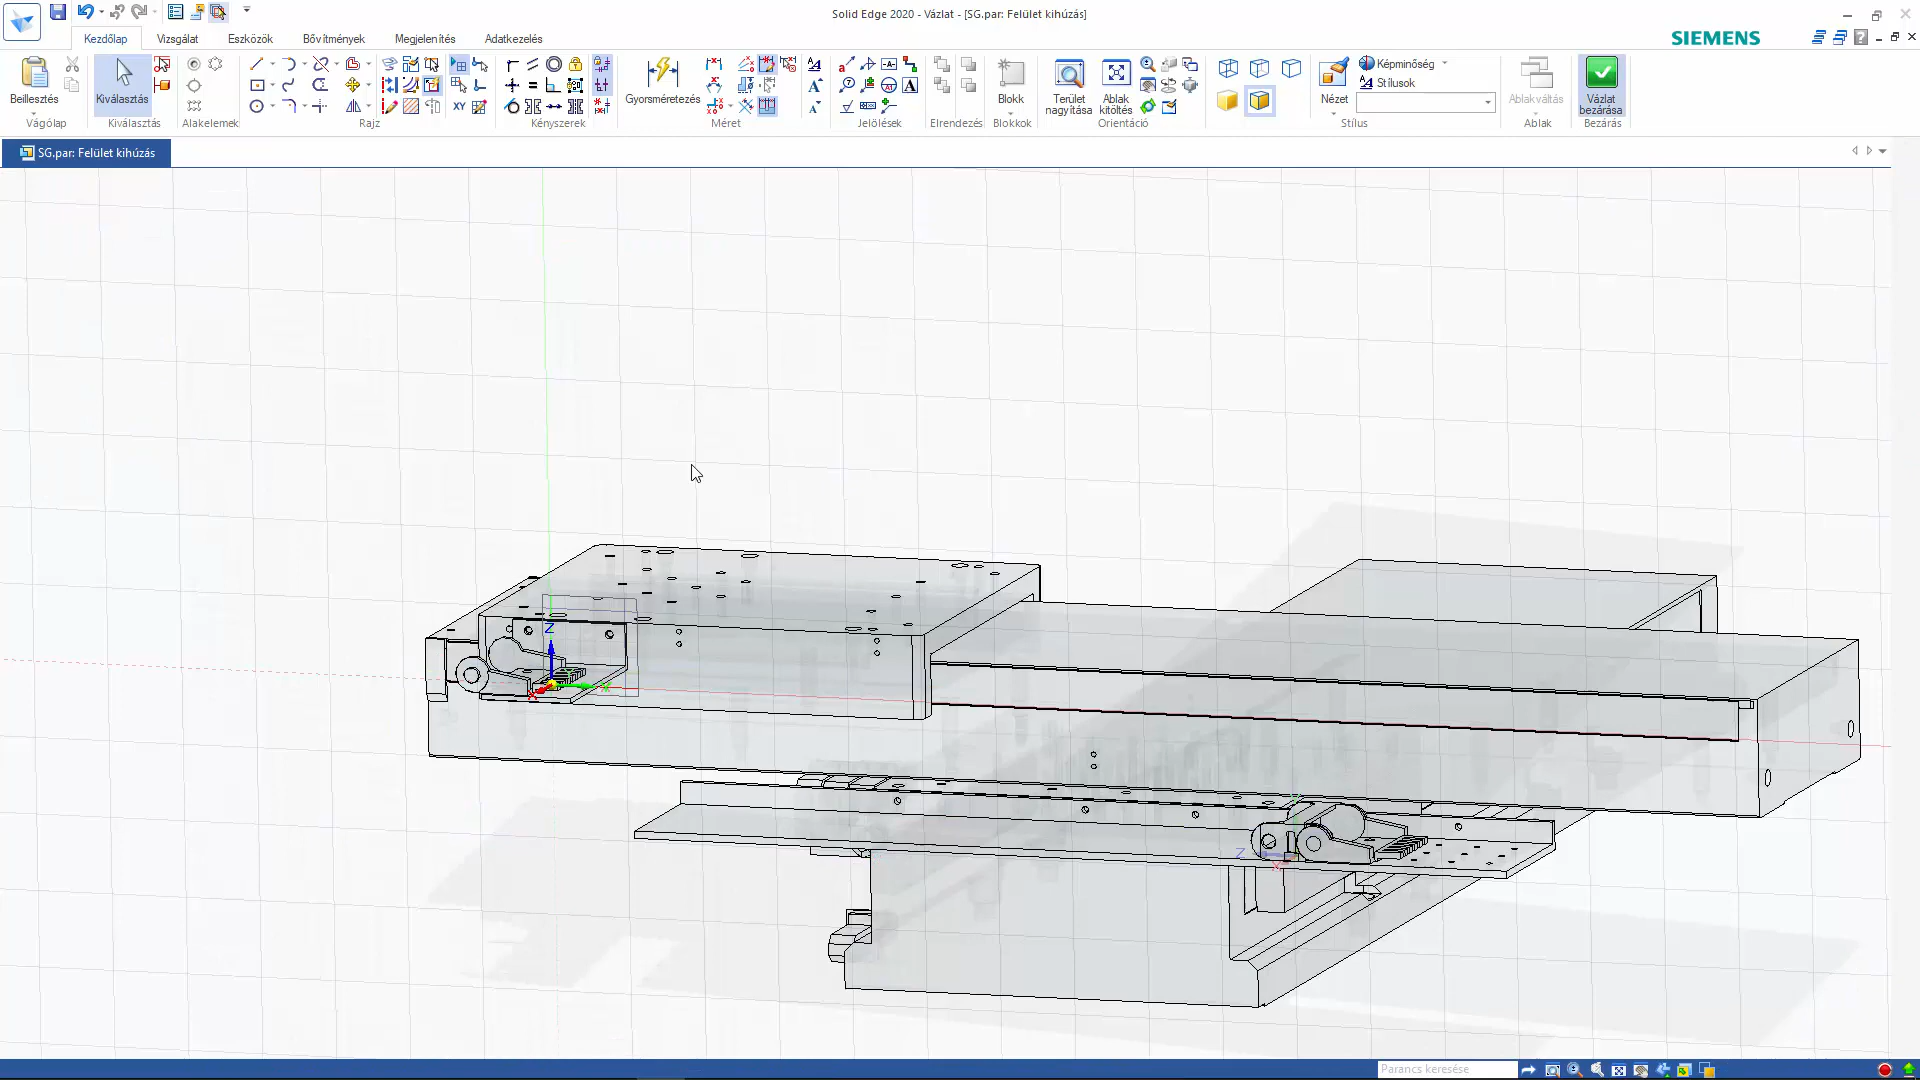 Solid Edge 2020 - Vázlat - [SG.par: Felület kihúzás]
Kezdőlap Vizsgálat Eszközök Bővítmények Megjelenítés Adatkezelés
SIEMENS
Beillesztés
Kiválasztás
Gyorsméretezés
Blokk
Terület nagyítása
Ablak kitöltés
Nézet
Képminőség
Stílusok
Ablakváltás
Vázlat bezárása
Vágólap Kiválasztás Alakelemek Rajz Kényszerek Méret Jelölések Elrendezés Blokkok Orientáció Stílus Ablak Bezárás
SG.par: Felület kihúzás
Z
X
Y
Z
X
Parancs keresése